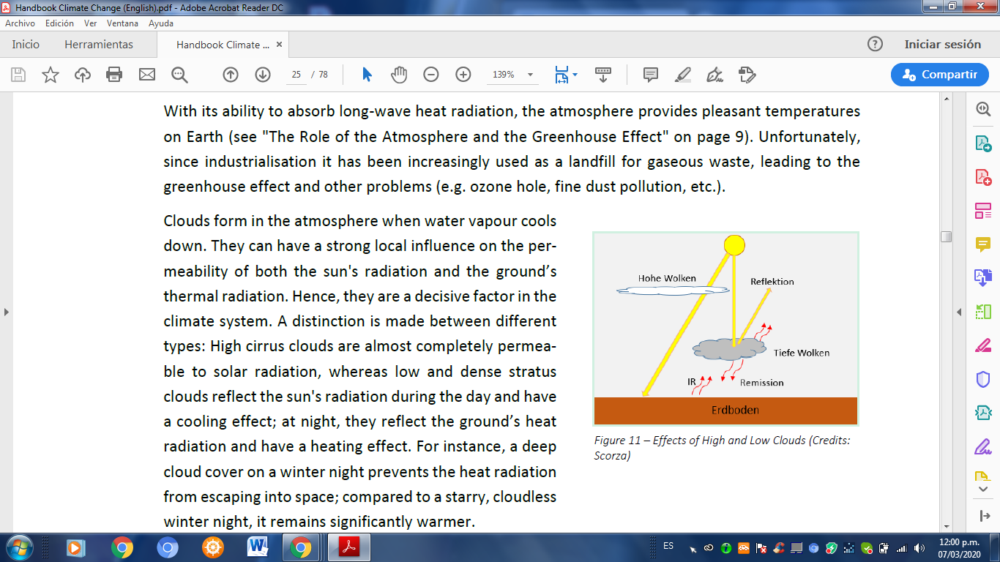 Handbook Climate Change (English).pdf - Adobe Acrobat Reader DC
Archivo Edición Ver Ventana Ayuda
Inicio Herramientas Handbook Climate ... × Iniciar sesión
25 / 78 139% Compartir
With its ability to absorb long-wave heat radiation, the atmosphere provides pleasant temperatures
on Earth (see "The Role of the Atmosphere and the Greenhouse Effect" on page 9). Unfortunately,
since industrialisation it has been increasingly used as a landfill for gaseous waste, leading to the
greenhouse effect and other problems (e.g. ozone hole, fine dust pollution, etc.).
Clouds form in the atmosphere when water vapour cools
down. They can have a strong local influence on the per-
meability of both the sun's radiation and the ground’s
thermal radiation. Hence, they are a decisive factor in the
climate system. A distinction is made between different
types: High cirrus clouds are almost completely permea-
ble to solar radiation, whereas low and dense stratus
clouds reflect the sun's radiation during the day and have
a cooling effect; at night, they reflect the ground’s heat
radiation and have a heating effect. For instance, a deep
cloud cover on a winter night prevents the heat radiation
from escaping into space; compared to a starry, cloudless
winter night, it remains significantly warmer.
Hohe Wolken
Reflektion
Tiefe Wolken
IR
Remission
Erdboden
Figure 11 – Effects of High and Low Clouds (Credits:
Scorza)
ES
12:00 p.m.
07/03/2020